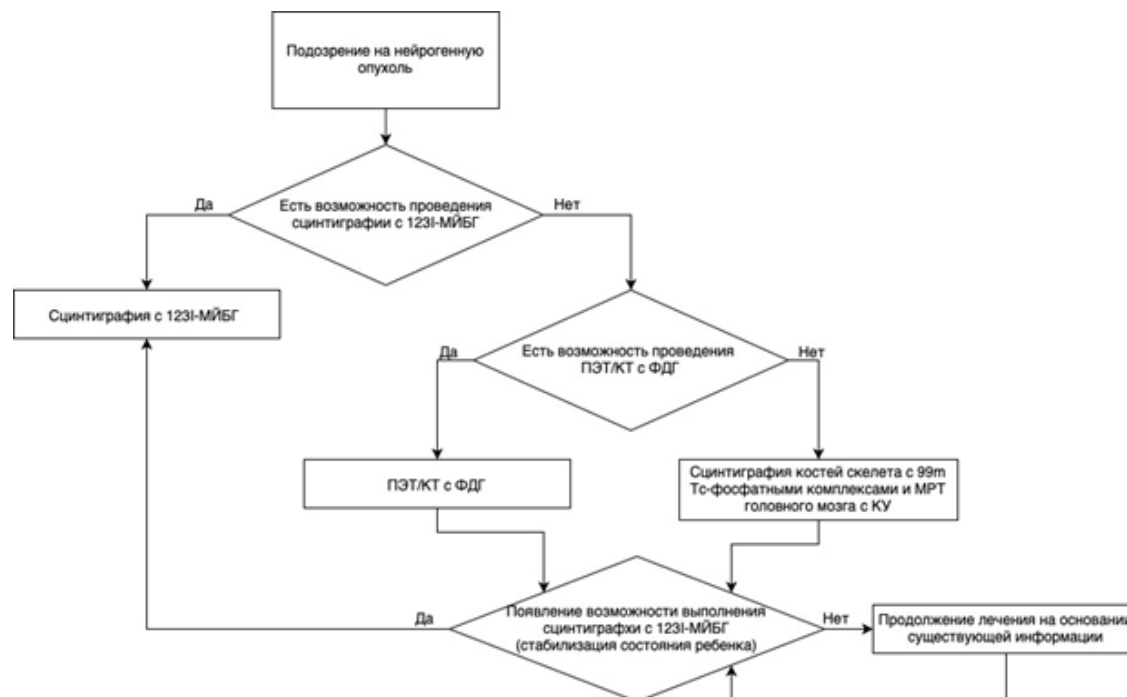 Подозрение на нейрогенную
опухоль
Да
Есть возможность проведения
сцинтиграфии с 123I-МЙБГ
Нет
Сцинтиграфия с 123I-МЙБГ
Да
Есть возможность проведения
ПЭТ/КТ с ФДГ
Нет
ПЭТ/КТ с ФДГ
Сцинтиграфия костей скелета с 99m
Tc-фосфатными комплексами и МРТ
головного мозга с КУ
Да
Появление возможности выполнения
сцинтиграфхи с 123I-МЙБГ
(стабилизация состояния ребенка)
Нет
Продолжение лечения на основании
существующей информации